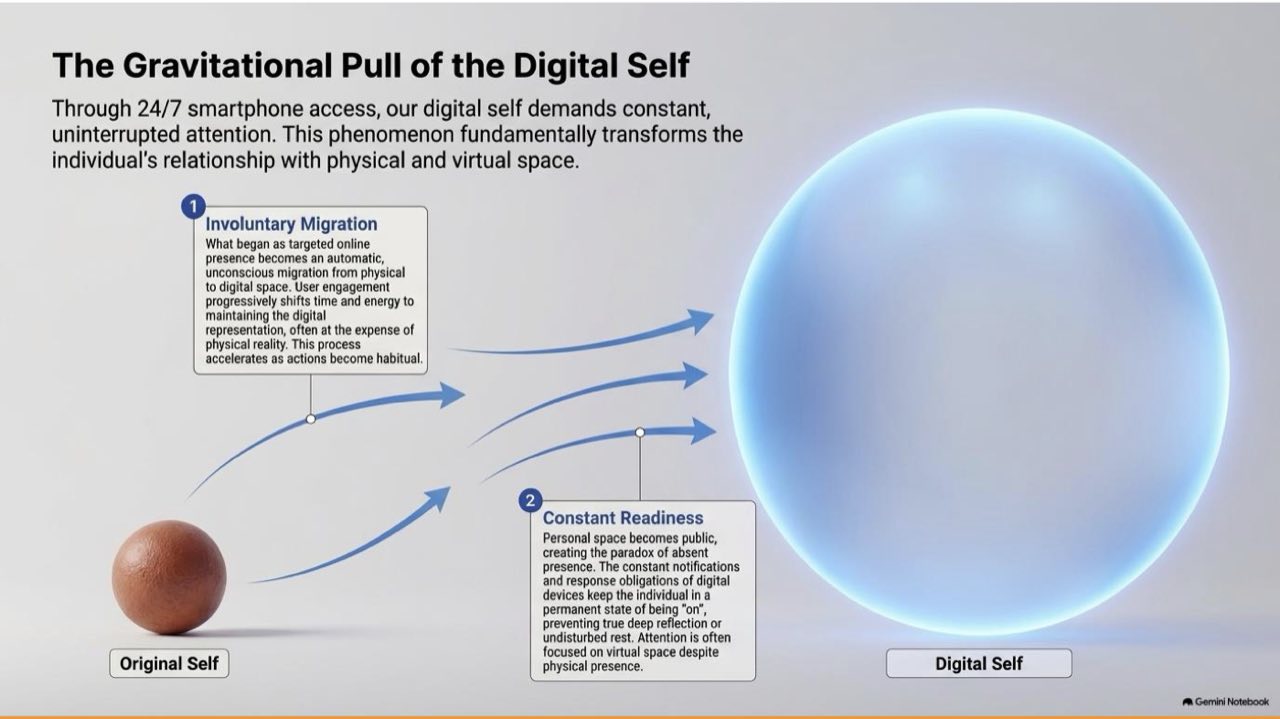 The Gravitational Pull of the Digital Self
Through 24/7 smartphone access, our digital self demands constant,
uninterrupted attention. This phenomenon fundamentally transforms the
individual's relationship with physical and virtual space.
1
Involuntary Migration
What began as targeted online
presence becomes an automatic,
unconscious migration from physical
to digital space. User engagement
progressively shifts time and energy to
maintaining the digital
representation, often at the expense of
physical reality. This process
accelerates as actions become habitual.
2
Constant Readiness
Personal space becomes public,
creating the paradox of absent
presence. The constant notifications
and response obligations of digital
devices keep the individual in a
permanent state of being "on",
preventing true deep reflection or
undisturbed rest. Attention is often
focused on virtual space despite
physical presence.
Original Self
Digital Self
Gemini Notebook